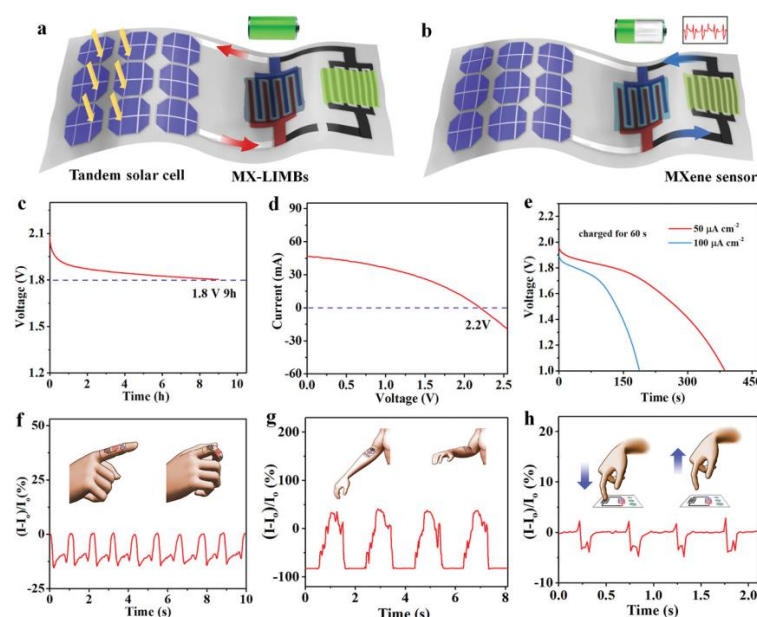 a
b
Tandem solar cell
MX-LIMBs
MXene sensor
c
Voltage (V)
2.1
1.8
1.5
1.2
0 2 4 6 8 10
Time (h)
1.8 V 9h
d
Current (mA)
60
30
0
-30
-60
0.0 0.5 1.0 1.5 2.0 2.5
Voltage (V)
2.2V
e
Voltage (V)
2.0
1.8
1.6
1.4
1.2
1.0
0 150 300 450
Time (s)
charged for 60 s
50 μA cm⁻²
100 μA cm⁻²
f
(I-I₀)/I₀ (%)
50
25
0
-25
0 2 4 6 8 10
Time (s)
g
(I-I₀)/I₀ (%)
200
100
0
-100
0 2 4 6 8
Time (s)
h
(I-I₀)/I₀ (%)
20
10
0
-10
0.0 0.5 1.0 1.5 2.0
Time (s)